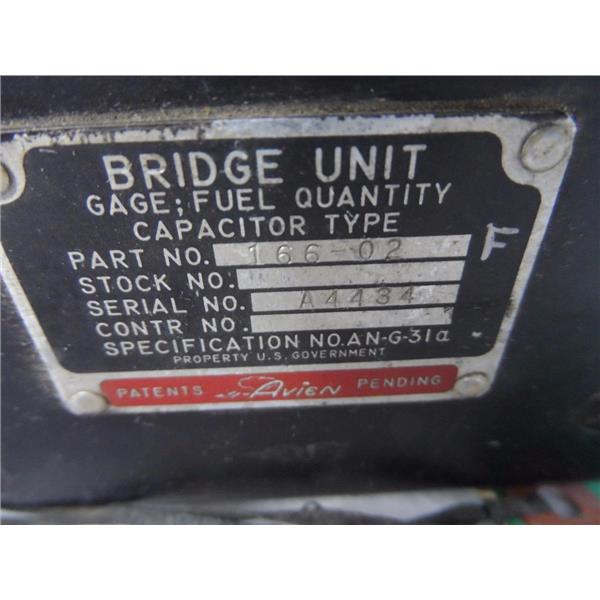 BRIDGE UNIT
GAGE; FUEL QUANTITY
CAPACITOR TYPE
PART NO. 166-02 F
STOCK NO.
SERIAL NO. A4434
CONTR NO.
SPECIFICATION NO. AN-G-31a
PROPERTY U.S. GOVERNMENT
PATENTS Avien PENDING